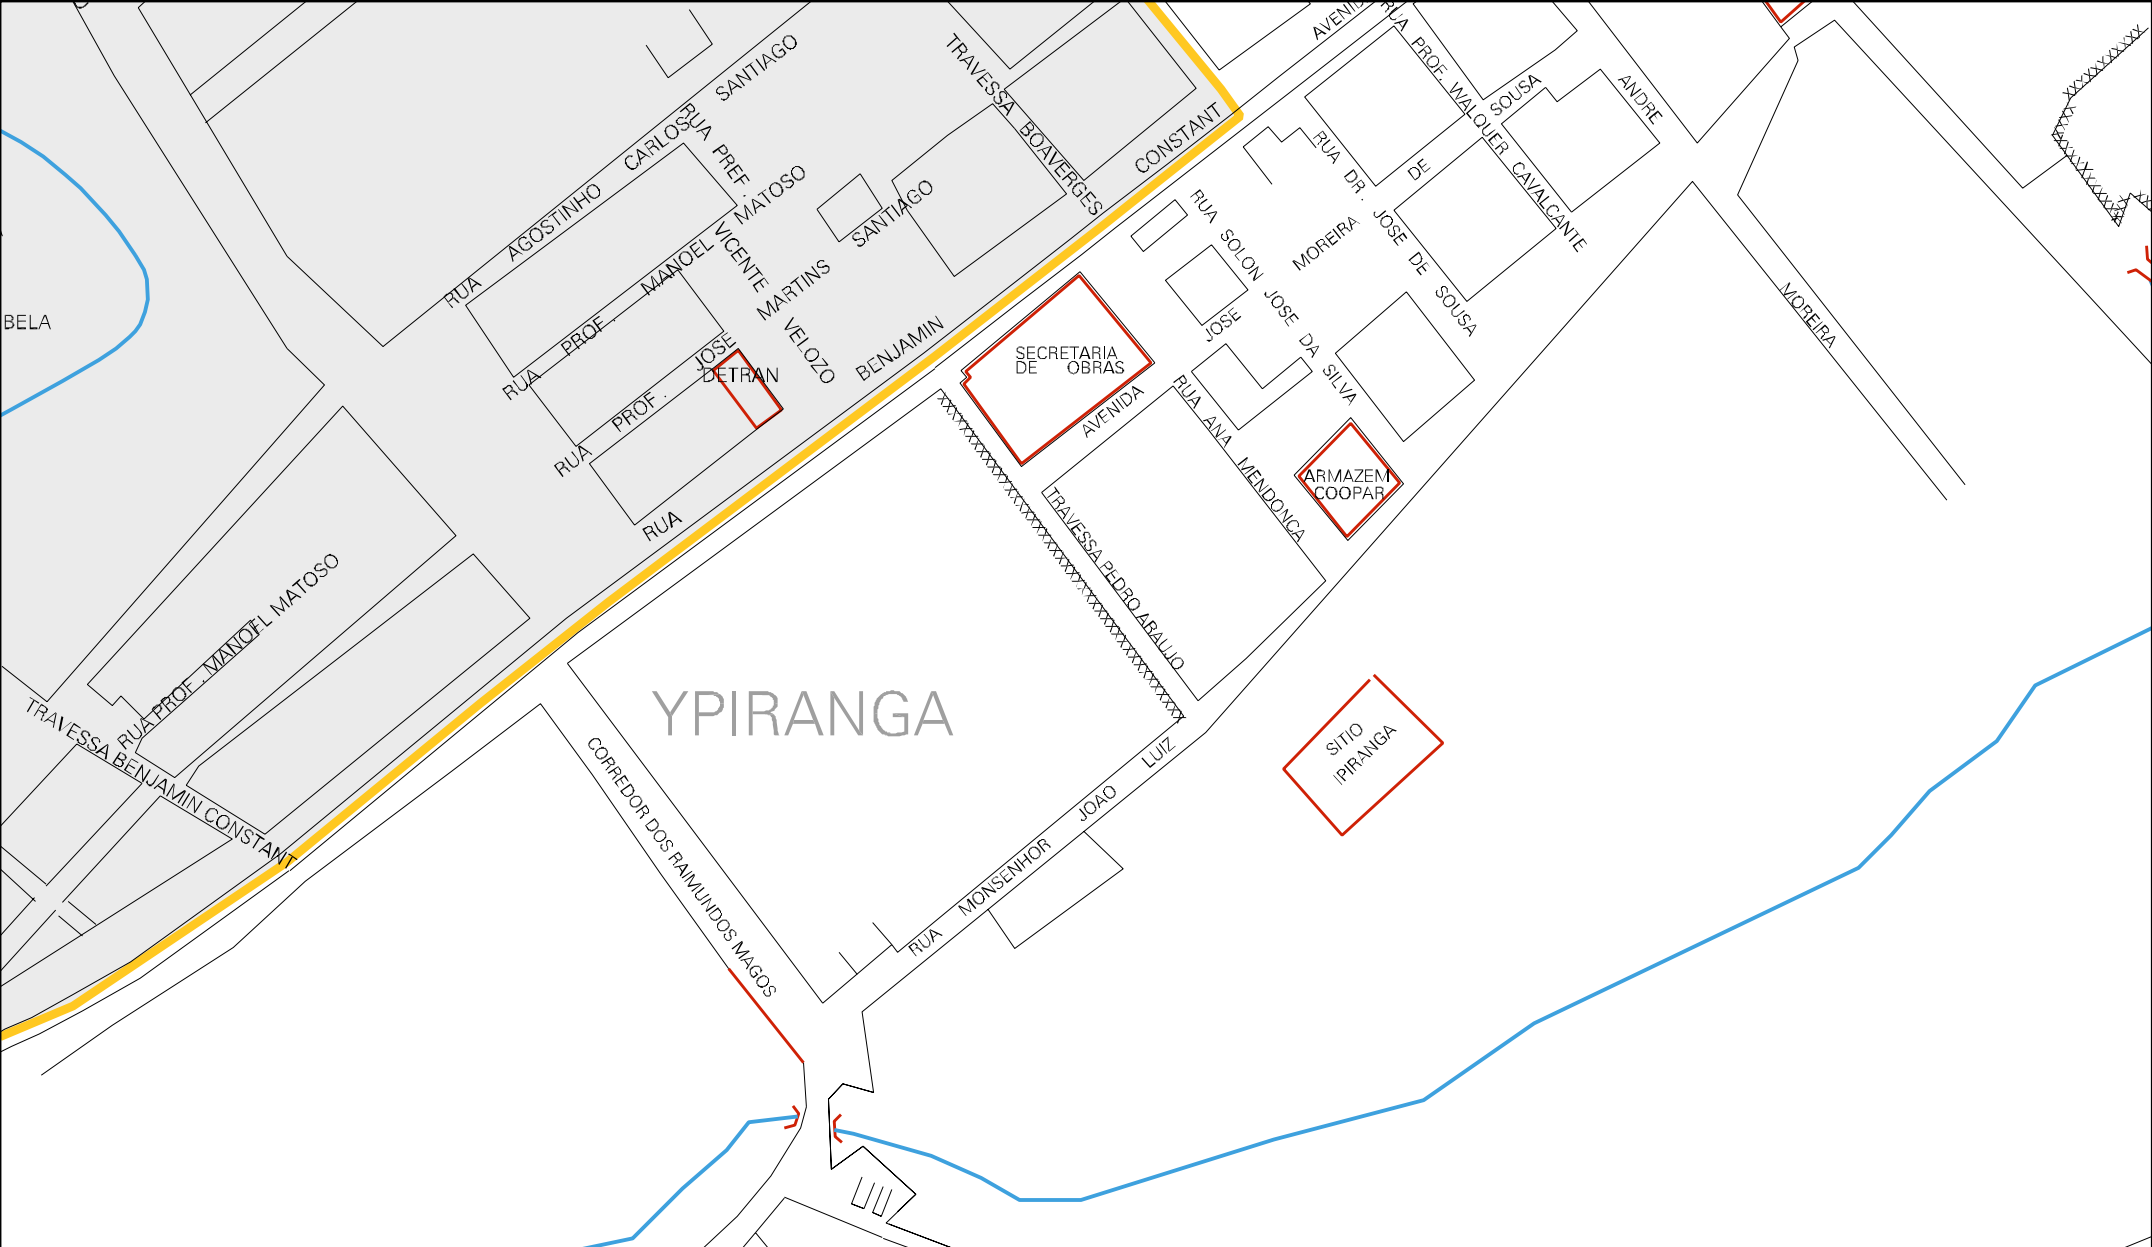 AVENID
RUA PROF. WALQUER CAVALCANTE
TRAVESSA BOAVERGES
RUA AGOSTINHO CARLOS SANTIAGO
RUA PREF. VICENTE VELOZO
RUA PROF. MANOEL MATOSO
RUA PROF. JOSE MARTINS SANTIAGO
RUA BENJAMIN CONSTANT
ANDRE
MOREIRA
AVENIDA JOSE MOREIRA DE SOUSA
RUA DR. JOSE DE SOUSA
RUA SOLON JOSE DA SILVA
BELA
DETRAN
SECRETARIA
DE OBRAS
RUA ANA MENDONCA
ARMAZEM
COOPAR
TRAVESSA PEDRO ARAUJO
RUA PROF. MANOEL MATOSO
TRAVESSA BENJAMIN CONSTANT
YPIRANGA
SITIO
IPIRANGA
CORREDOR DOS RAIMUNDOS MAGOS
RUA MONSENHOR JOAO LUIZ